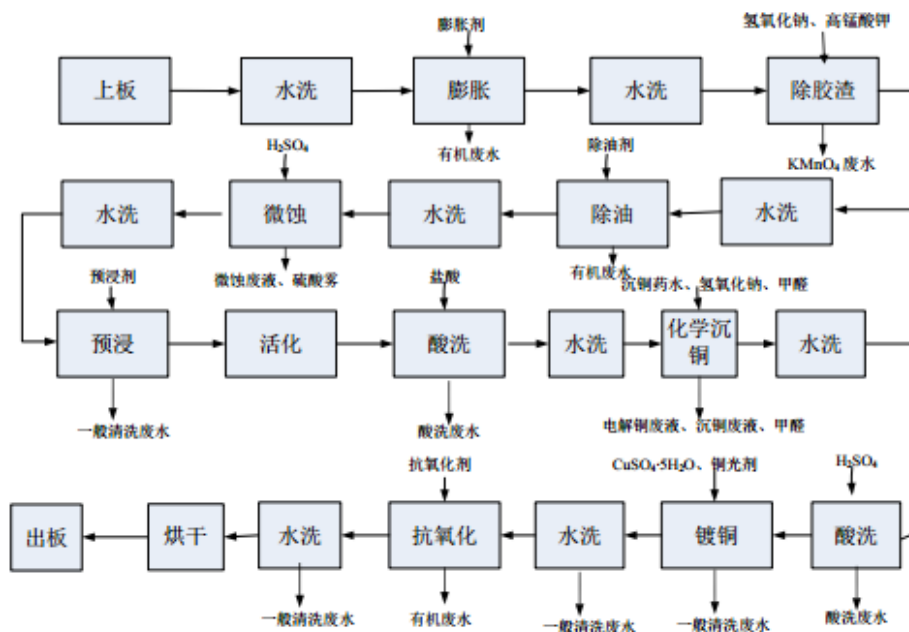 膨胀剂
氢氧化钠、高锰酸钾
上板
水洗
膨胀
水洗
除胶渣
有机废水
KMnO₄ 废水
H₂SO₄
除油剂
水洗
微蚀
水洗
除油
水洗
微蚀废液、硫酸雾
有机废水
预浸剂
盐酸
沉铜药水、氢氧化钠、甲醛
预浸
活化
酸洗
水洗
化学沉
铜
水洗
一般清洗废水
酸洗废水
电解铜废液、沉铜废液、甲醛
抗氧化剂
CuSO₄·5H₂O、铜光剂
H₂SO₄
出板
烘干
水洗
抗氧化
水洗
镀铜
酸洗
一般清洗废水
有机废水
一般清洗废水
一般清洗废水
酸洗废水